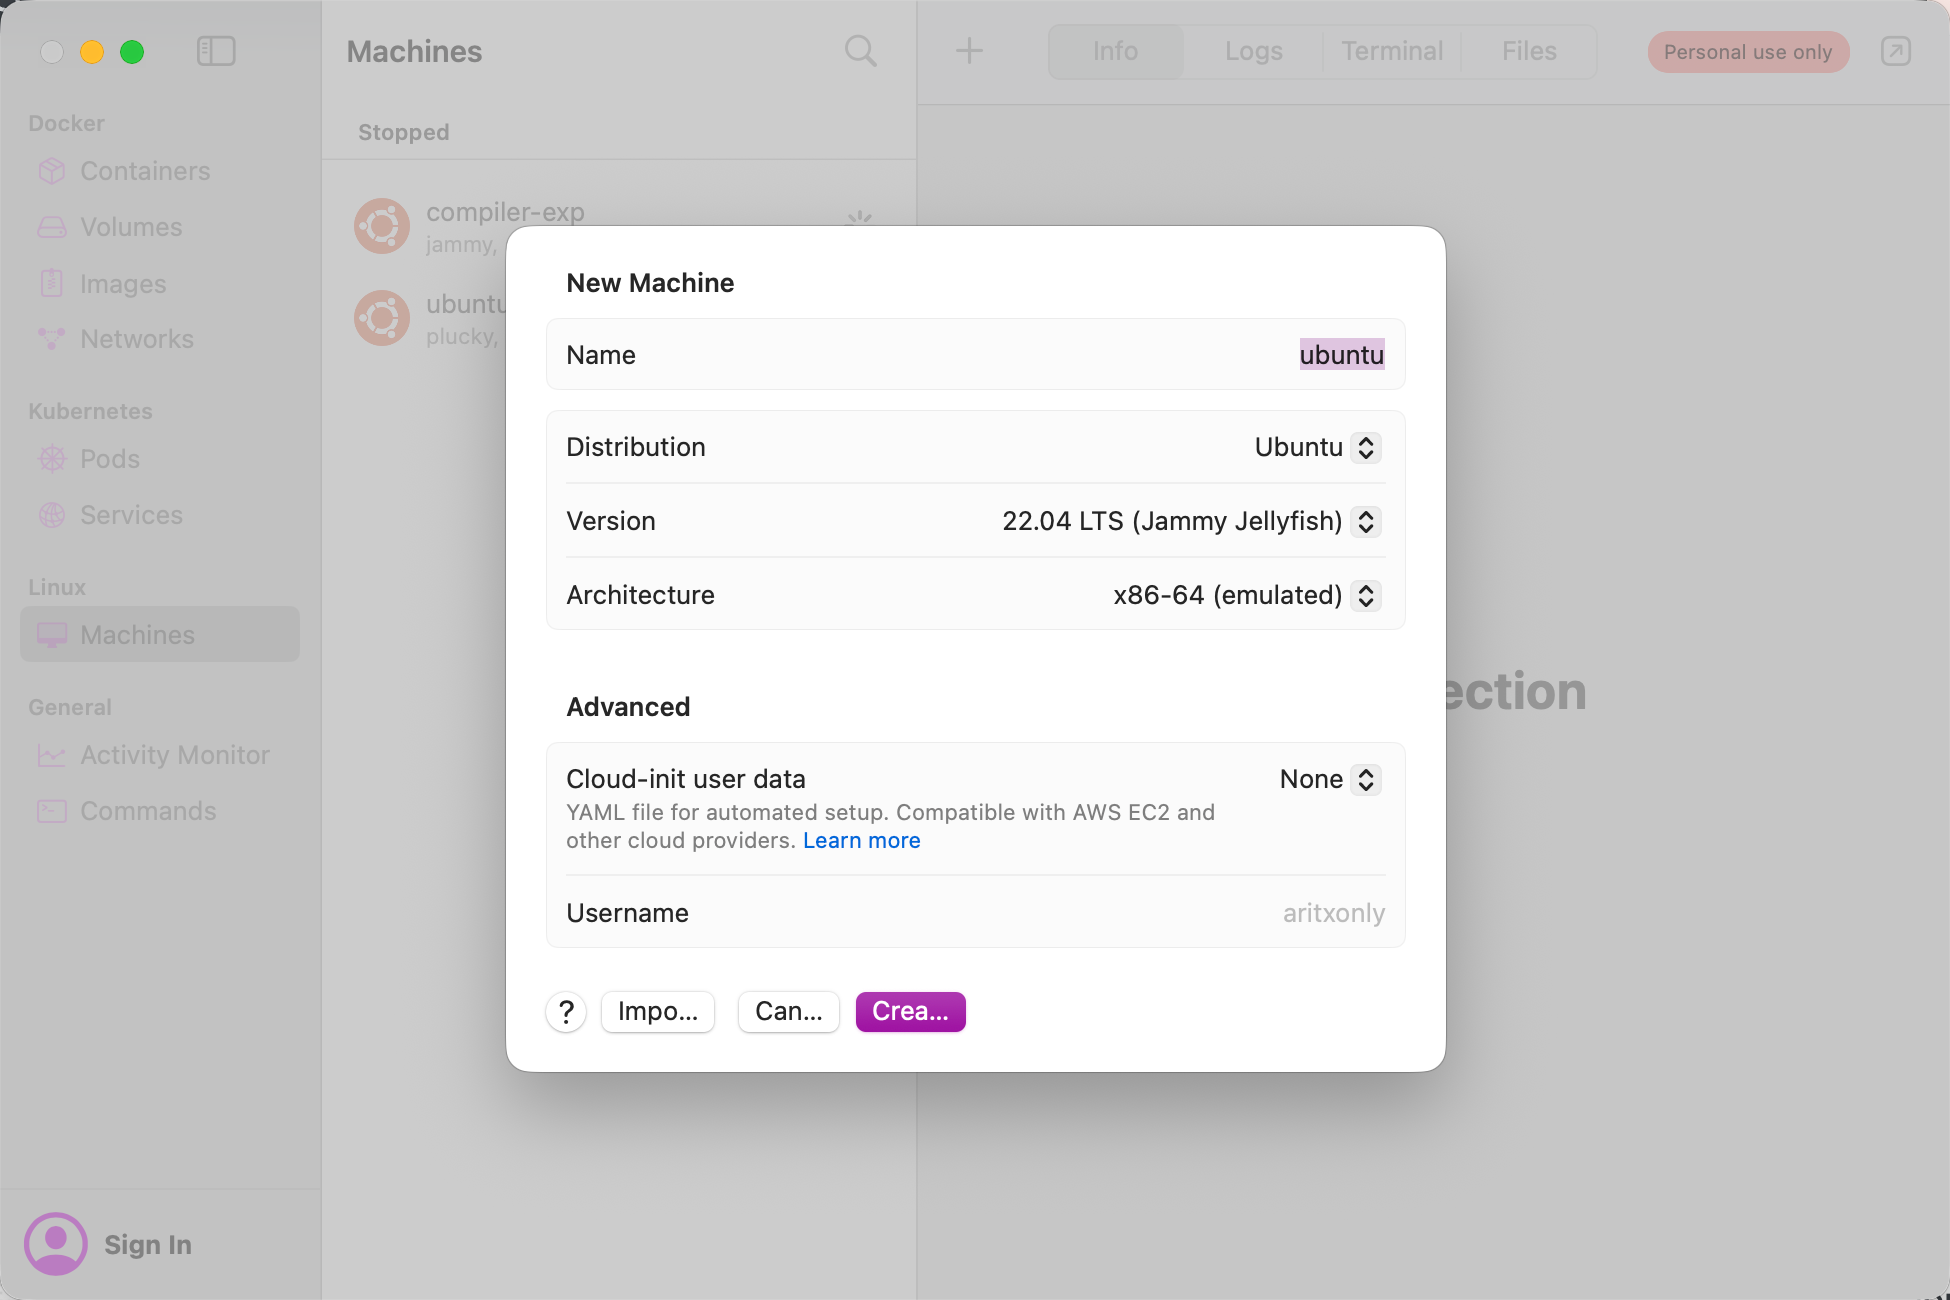 Machines
Info
Logs
Terminal
Files
Personal use only
Docker
Containers
Volumes
Images
Networks
Kubernetes
Pods
Services
Linux
Machines
General
Activity Monitor
Commands
Sign In
Stopped
compiler-exp
jammy,
ubuntu
plucky,
ection
New Machine
Name
ubuntu
Distribution
Ubuntu
Version
22.04 LTS (Jammy Jellyfish)
Architecture
x86-64 (emulated)
Advanced
Cloud-init user data
None
YAML file for automated setup. Compatible with AWS EC2 and
other cloud providers. Learn more
Username
aritxonly
?
Impo...
Can...
Crea...